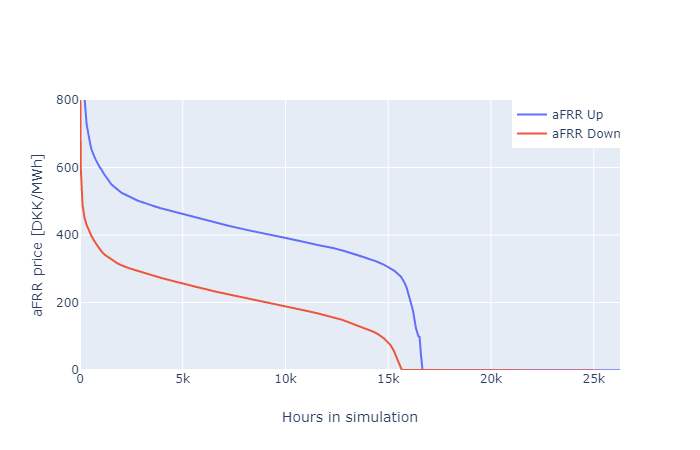 aFRR Up
aFRR Down
aFRR price [DKK/MWh]
800
600
400
200
0
0
5k
10k
15k
20k
25k
Hours in simulation